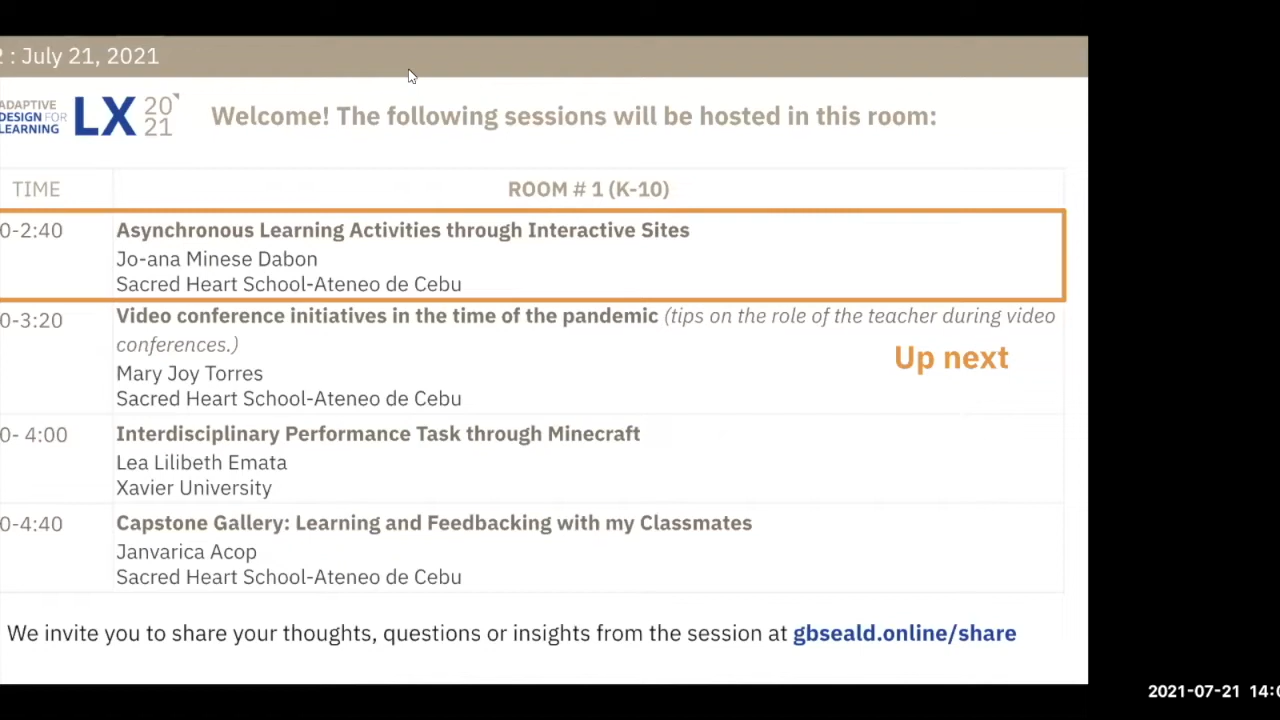 2 : July 21, 2021
ADAPTIVE
DESIGN FOR
LEARNING
LX
20
21
Welcome! The following sessions will be hosted in this room:
TIME
ROOM # 1 (K-10)
0-2:40
Asynchronous Learning Activities through Interactive Sites
Jo-ana Minese Dabon
Sacred Heart School-Ateneo de Cebu
0-3:20
Video conference initiatives in the time of the pandemic (tips on the role of the teacher during video
conferences.)
Up next
Mary Joy Torres
Sacred Heart School-Ateneo de Cebu
0- 4:00
Interdisciplinary Performance Task through Minecraft
Lea Lilibeth Emata
Xavier University
0-4:40
Capstone Gallery: Learning and Feedbacking with my Classmates
Janvarica Acop
Sacred Heart School-Ateneo de Cebu
We invite you to share your thoughts, questions or insights from the session at gbseald.online/share
2021-07-21 14:0